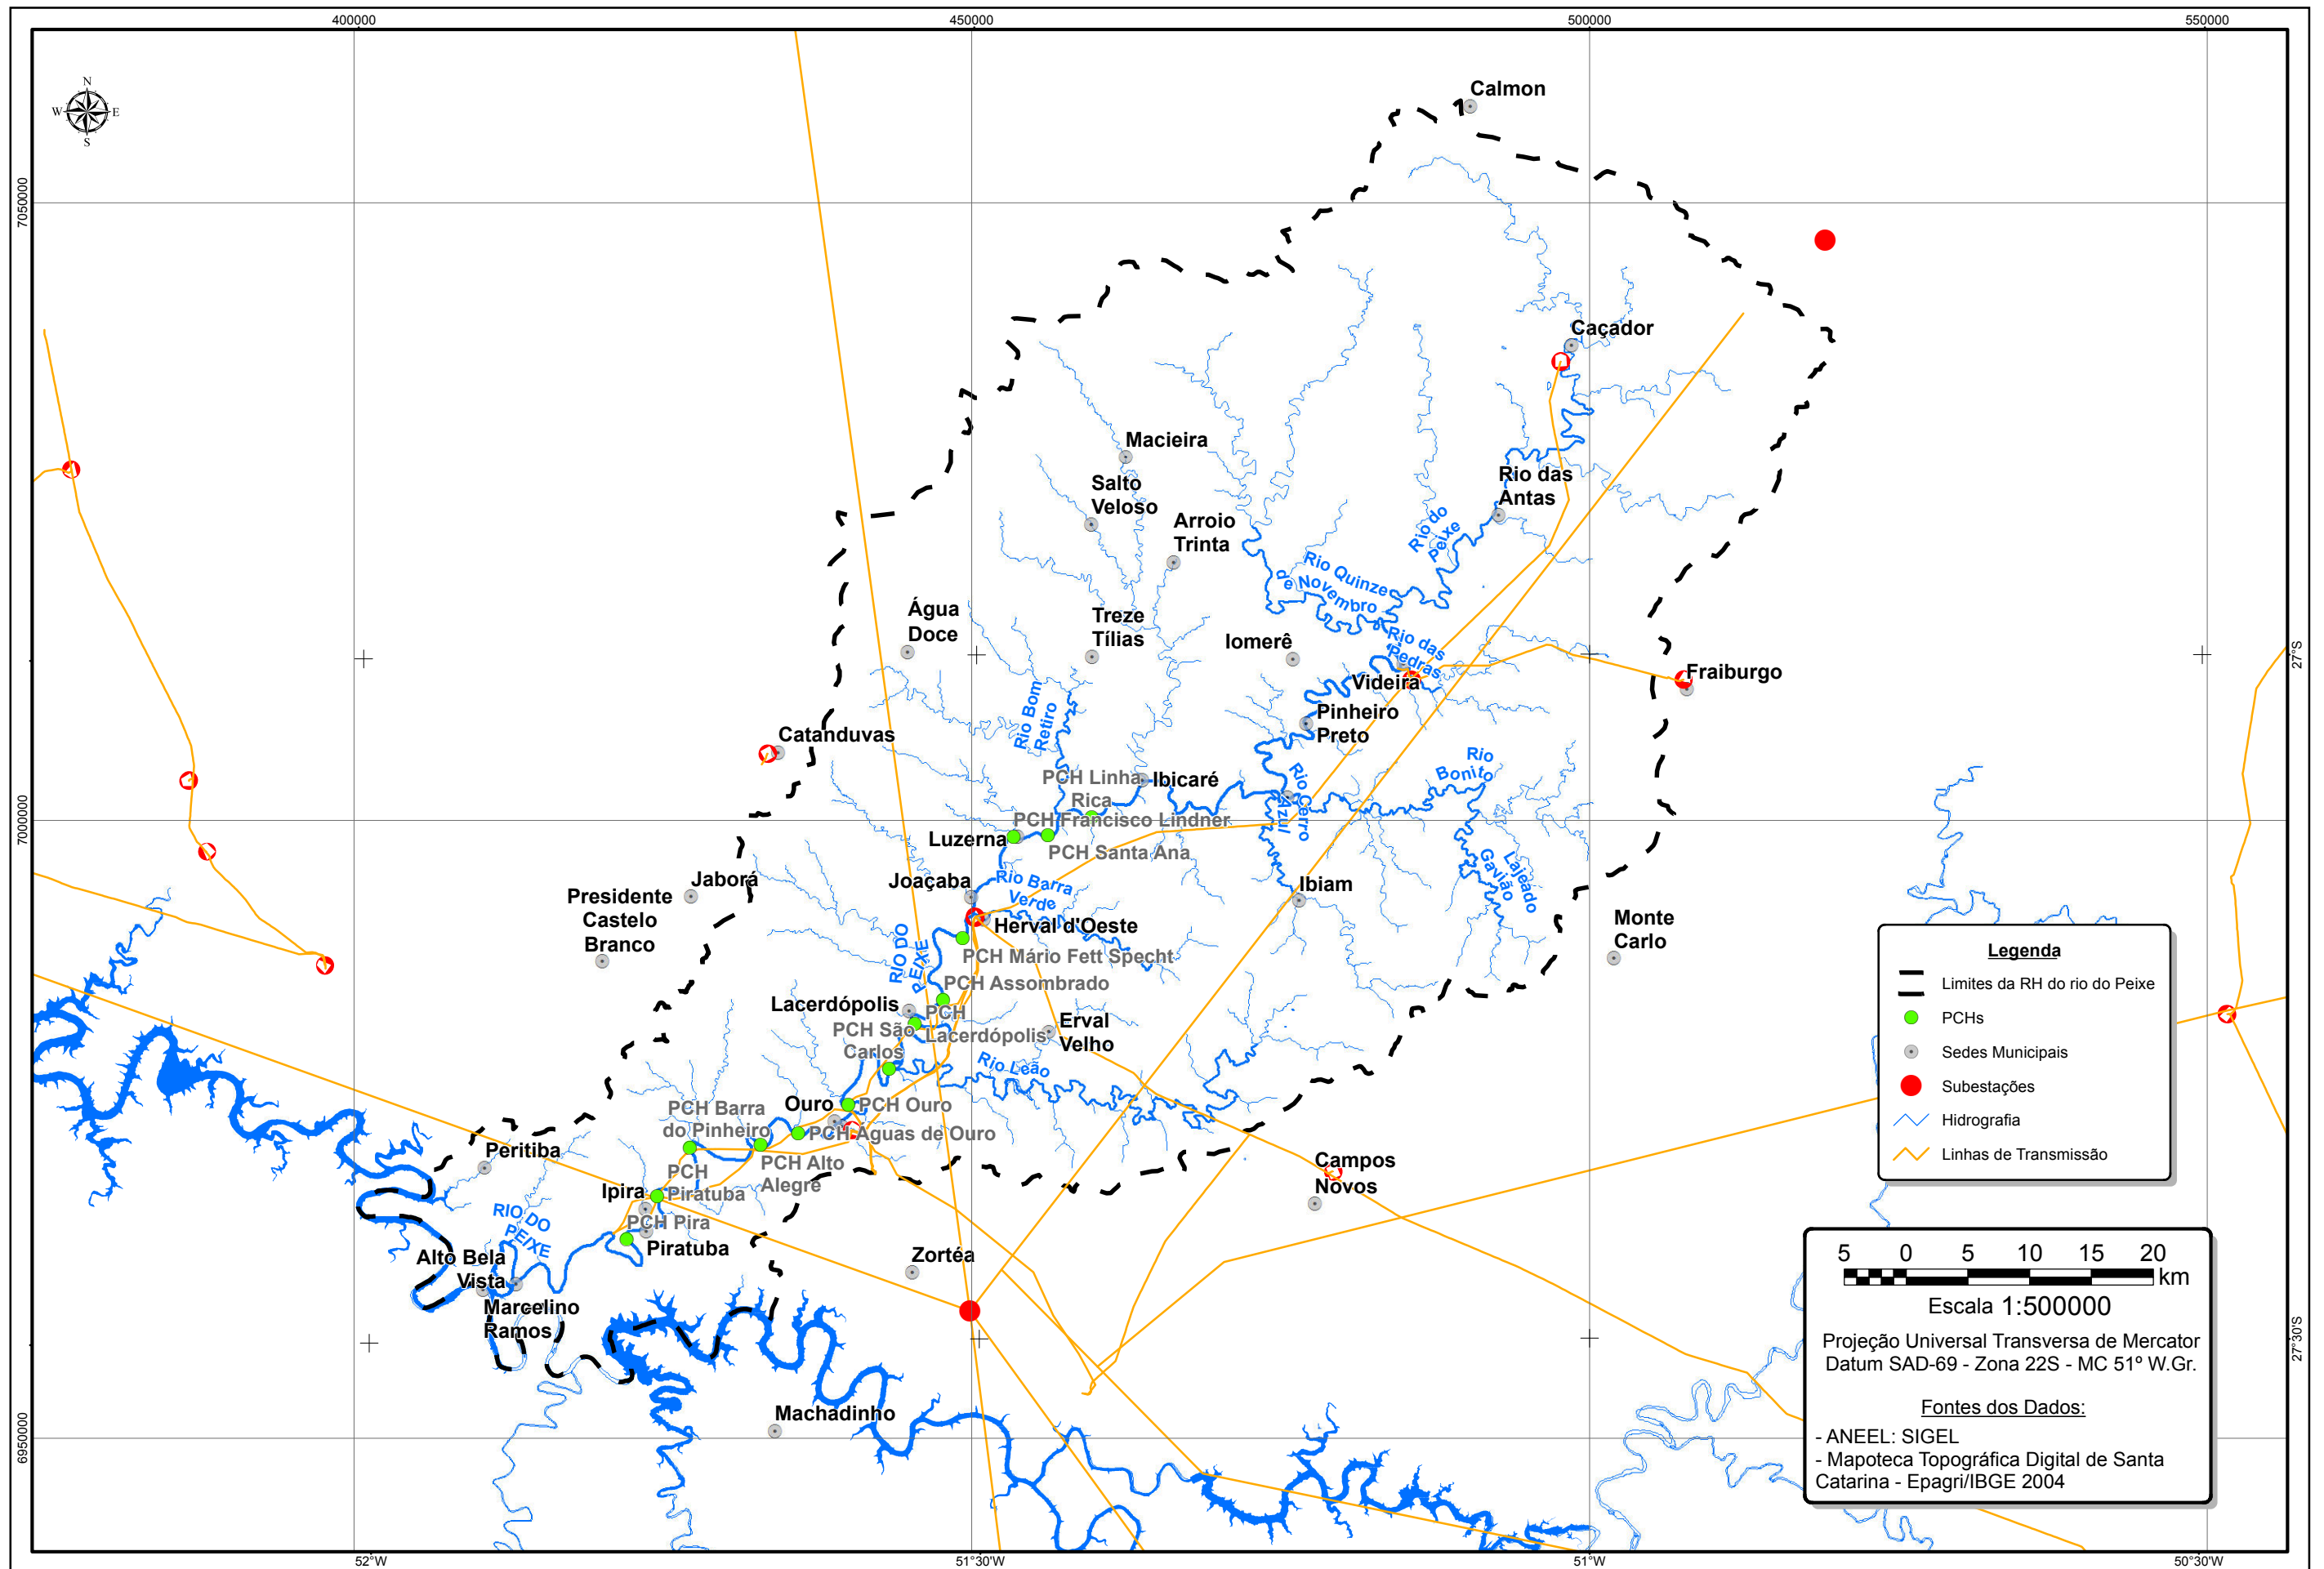 400000
450000
500000
550000
N
W
E
S
Calmon
7050000
Caçador
Macieira
Salto
Veloso
Arroio
Trinta
Rio das
Antas
Rio do
Peixe
Rio Quinze
de Novembro
Água
Doce
Treze
Tílias
Iomerê
Rio das
Pedras
27°S
Fraiburgo
Videira
Rio Bom
Retiro
Pinheiro
Preto
Catanduvas
Rio
Bonito
PCH Linha
Rica
Ibicaré
Rio Cerro
Azul
7000000
PCH Francisco Lindner
Luzerna
PCH Santa Ana
Lajeado
Gavião
Jaborá
Joaçaba
Rio Barra
Verde
Ibiam
Presidente
Castelo
Branco
Herval d'Oeste
Monte
Carlo
RIO DO
PEIXE
PCH Mário Fett Specht
PCH Assombrado
Lacerdópolis
PCH
Lacerdópolis
PCH São
Carlos
Erval
Velho
Rio Leão
Ouro
PCH Ouro
PCH Barra
do Pinheiro
PCH Aguas de Ouro
Peritiba
PCH Alto
Alegre
PCH
Piratuba
Campos
Novos
Ipira
PCH Pira
Piratuba
RIO DO
PEIXE
Alto Bela
Vista
Zortéa
Marcelino
Ramos
27°30'S
Machadinho
6950000
Legenda
Limites da RH do rio do Peixe
PCHs
Sedes Municipais
Subestações
Hidrografia
Linhas de Transmissão
5 0 5 10 15 20
km
Escala 1:500000
Projeção Universal Transversa de Mercator
Datum SAD-69 - Zona 22S - MC 51º W.Gr.
Fontes dos Dados:
- ANEEL: SIGEL
- Mapoteca Topográfica Digital de Santa
Catarina - Epagri/IBGE 2004
52°W
51°30'W
51°W
50°30'W